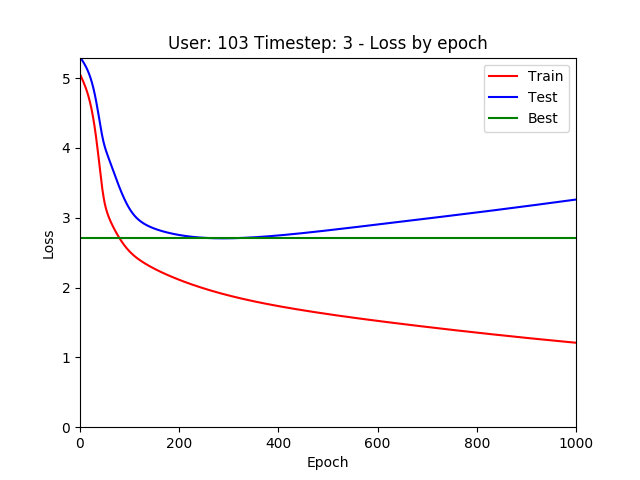 User: 103 Timestep: 3 - Loss by epoch
Train
Test
Best
5
4
3
2
1
0
Loss
0 200 400 600 800 1000
Epoch